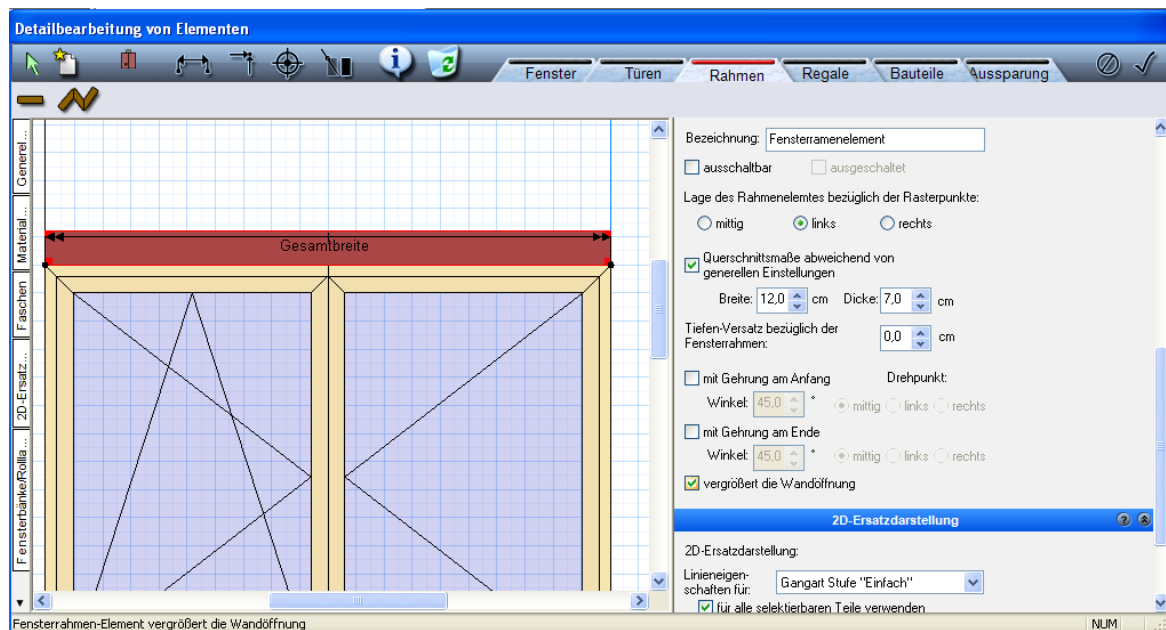 Detailbearbeitung von Elementen
Fenster Türen Rahmen Regale Bauteile Aussparung
Generel...
Material...
Faschen
2D-Ersatz...
Fensterbänke/Rollla...
Gesamtbreite
Bezeichnung: Fensterramenelement
ausschaltbar ausgeschaltet
Lage des Rahmenelemtes bezüglich der Rasterpunkte:
mittig links rechts
Querschnittsmaße abweichend von
generellen Einstellungen
Breite: 12,0 cm Dicke: 7,0 cm
Tiefen-Versatz bezüglich der
Fensterrahmen: 0,0 cm
mit Gehrung am Anfang Drehpunkt:
Winkel: 45,0 ° mittig links rechts
mit Gehrung am Ende
Winkel: 45,0 ° mittig links rechts
vergrößert die Wandöffnung
2D-Ersatzdarstellung
2D-Ersatzdarstellung:
Linieneigen-
schaften für: Gangart Stufe "Einfach"
für alle selektierbaren Teile verwenden
Fensterrahmen-Element vergrößert die Wandöffnung NUM